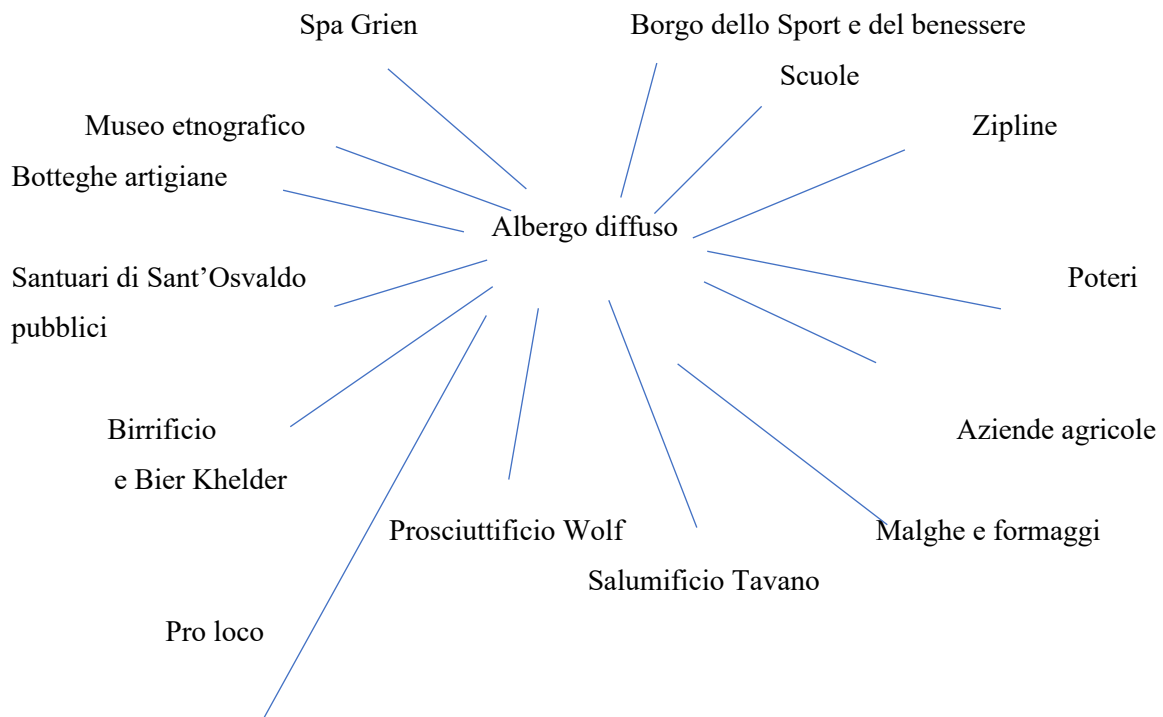 Spa Grien Borgo dello Sport e del benessere
Scuole
Museo etnografico Zipline
Botteghe artigiane
Albergo diffuso
Santuari di Sant’Osvaldo Poteri
pubblici
Birrificio Aziende agricole
e Bier Khelder
Prosciuttificio Wolf Malghe e formaggi
Salumificio Tavano
Pro loco